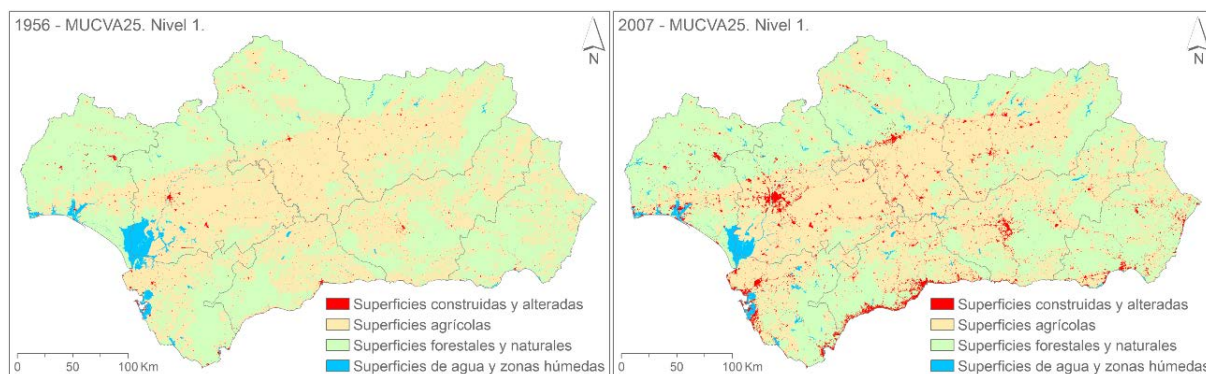 1956 - MUCVA25. Nivel 1.
N
Superficies construidas y alteradas
Superficies agrícolas
Superficies forestales y naturales
Superficies de agua y zonas húmedas
0 50 100 Km
2007 - MUCVA25. Nivel 1.
N
Superficies construidas y alteradas
Superficies agrícolas
Superficies forestales y naturales
Superficies de agua y zonas húmedas
0 50 100 Km